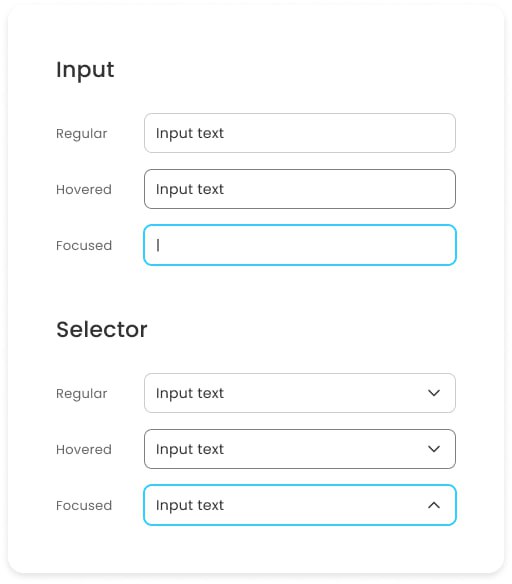 Input
Regular Input text
Hovered Input text
Focused
Selector
Regular Input text
Hovered Input text
Focused Input text